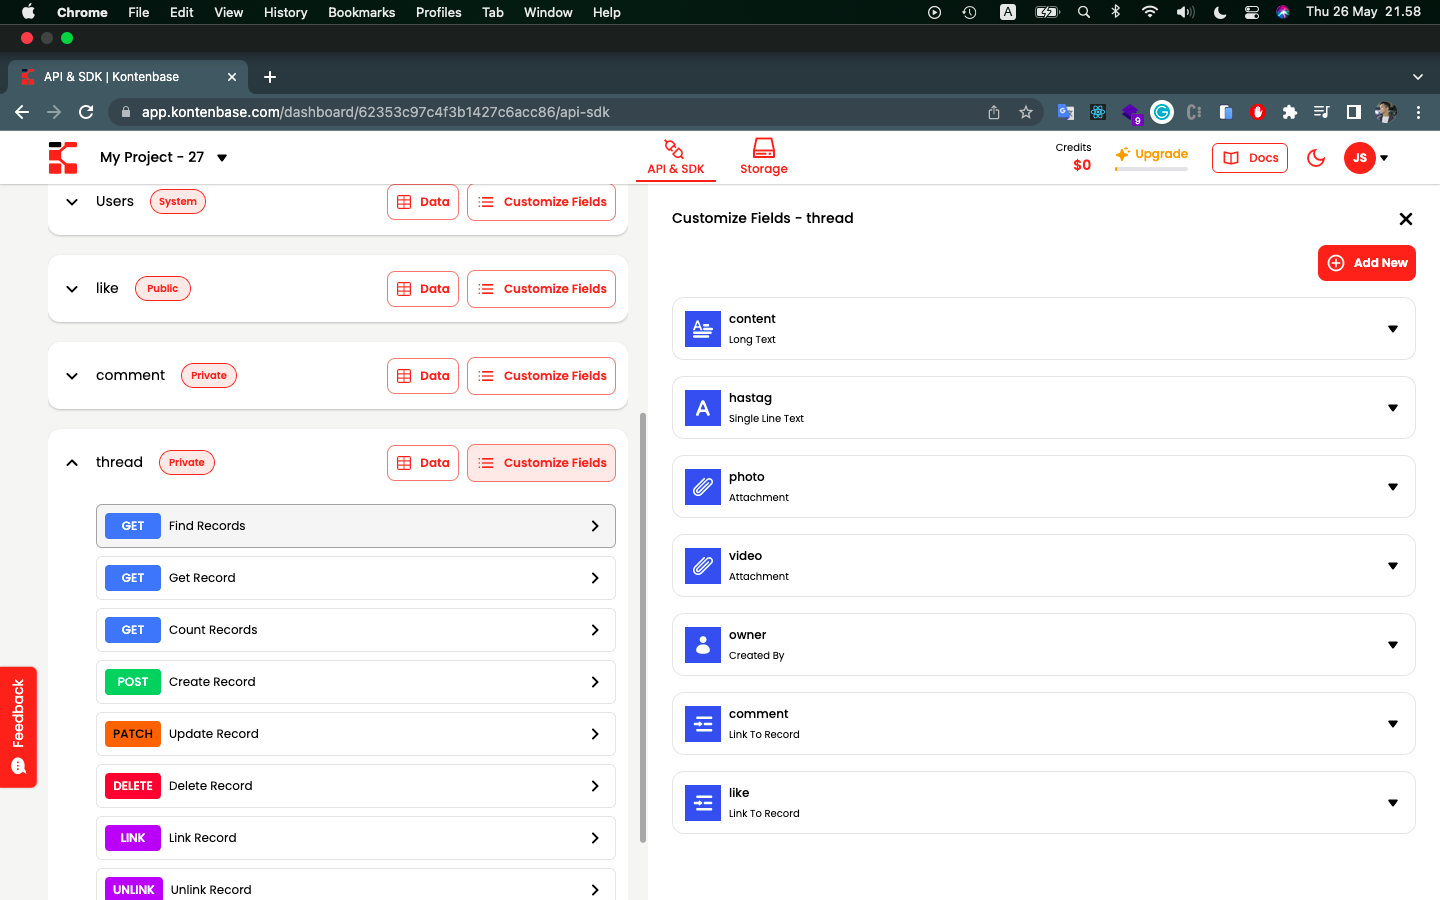 Chrome File Edit View History Bookmarks Profiles Tab Window Help A Thu 26 May 21.58
API & SDK | Kontenbase
app.kontenbase.com/dashboard/62353c97c4f3b1427c6acc86/api-sdk
9
My Project - 27
API & SDK
Storage
Credits
$0
Upgrade
Docs
JS
Users System Data Customize Fields
like Public Data Customize Fields
comment Private Data Customize Fields
thread Private Data Customize Fields
GET Find Records
GET Get Record
GET Count Records
POST Create Record
PATCH Update Record
DELETE Delete Record
LINK Link Record
UNLINK Unlink Record
Feedback
Customize Fields - thread
Add New
content
Long Text
hastag
Single Line Text
photo
Attachment
video
Attachment
owner
Created By
comment
Link To Record
like
Link To Record